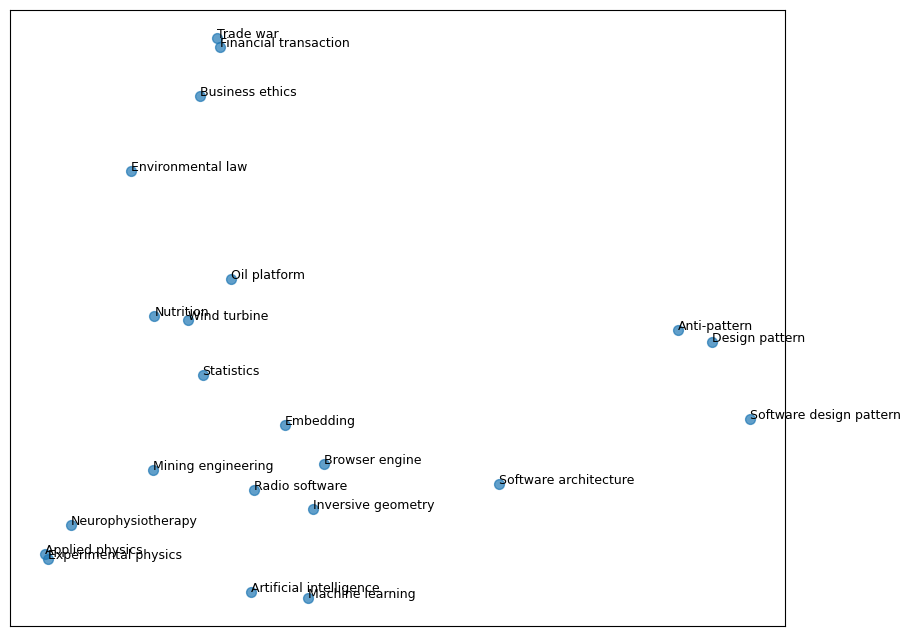 Trade war
Financial transaction
Business ethics
Environmental law
Oil platform
Nutrition
Wind turbine
Anti-pattern
Design pattern
Statistics
Software design pattern
Embedding
Browser engine
Mining engineering
Software architecture
Radio software
Inversive geometry
Neurophysiotherapy
Applied physics
Experimental physics
Artificial intelligence
Machine learning